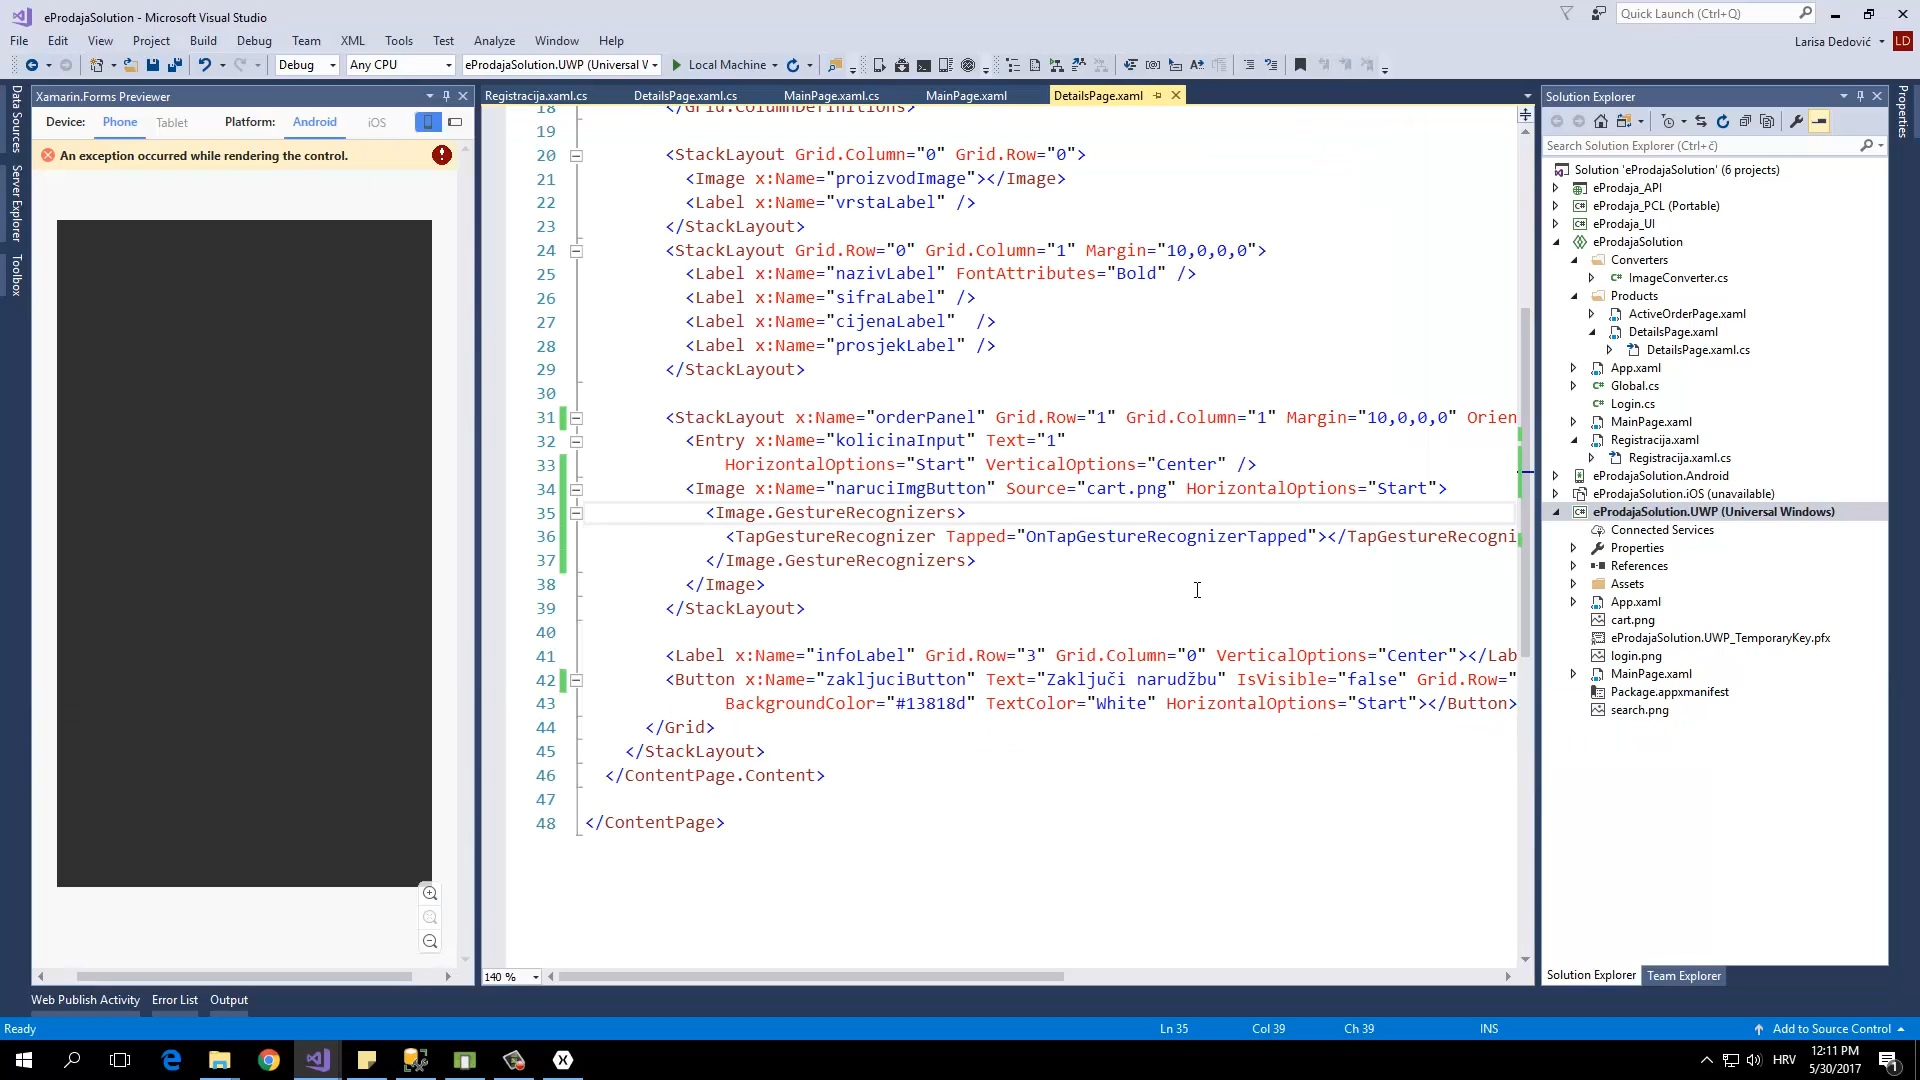 eProdajaSolution - Microsoft Visual Studio
Quick Launch (Ctrl+Q)
File Edit View Project Build Debug Team XML Tools Test Analyze Window Help
Larisa Dedović LD
Debug Any CPU eProdajaSolution.UWP (Universal V Local Machine
Data Sources
Server Explorer
Toolbox
Xamarin.Forms Previewer
Device: Phone Tablet Platform: Android iOS
An exception occurred while rendering the control.
Registracija.xaml.cs DetailsPage.xaml.cs MainPage.xaml.cs MainPage.xaml DetailsPage.xaml
18 </Grid.ColumnDefinitions>
19
20 <StackLayout Grid.Column="0" Grid.Row="0">
21 <Image x:Name="proizvodImage"></Image>
22 <Label x:Name="vrstaLabel" />
23 </StackLayout>
24 <StackLayout Grid.Row="0" Grid.Column="1" Margin="10,0,0,0">
25 <Label x:Name="nazivLabel" FontAttributes="Bold" />
26 <Label x:Name="sifraLabel" />
27 <Label x:Name="cijenaLabel"  />
28 <Label x:Name="prosjekLabel" />
29 </StackLayout>
30
31 <StackLayout x:Name="orderPanel" Grid.Row="1" Grid.Column="1" Margin="10,0,0,0" Orien
32 <Entry x:Name="kolicinaInput" Text="1"
33 HorizontalOptions="Start" VerticalOptions="Center" />
34 <Image x:Name="naruciImgButton" Source="cart.png" HorizontalOptions="Start">
35 <Image.GestureRecognizers>
36 <TapGestureRecognizer Tapped="OnTapGestureRecognizerTapped"></TapGestureRecogni
37 </Image.GestureRecognizers>
38 </Image>
39 </StackLayout>
40
41 <Label x:Name="infoLabel" Grid.Row="3" Grid.Column="0" VerticalOptions="Center"></Lab
42 <Button x:Name="zakljuciButton" Text="Zaključi narudžbu" IsVisible="false" Grid.Row="
43 BackgroundColor="#13818d" TextColor="White" HorizontalOptions="Start"></Button>
44 </Grid>
45 </StackLayout>
46 </ContentPage.Content>
47
48 </ContentPage>
140 %
Solution Explorer
Search Solution Explorer (Ctrl+č)
Solution 'eProdajaSolution' (6 projects)
eProdaja_API
eProdaja_PCL (Portable)
eProdaja_UI
eProdajaSolution
Converters
ImageConverter.cs
Products
ActiveOrderPage.xaml
DetailsPage.xaml
DetailsPage.xaml.cs
App.xaml
Global.cs
Login.cs
MainPage.xaml
Registracija.xaml
Registracija.xaml.cs
eProdajaSolution.Android
eProdajaSolution.iOS (unavailable)
eProdajaSolution.UWP (Universal Windows)
Connected Services
Properties
References
Assets
App.xaml
cart.png
eProdajaSolution.UWP_TemporaryKey.pfx
login.png
MainPage.xaml
Package.appxmanifest
search.png
Solution Explorer Team Explorer
Properties
Web Publish Activity Error List Output
Ready Ln 35 Col 39 Ch 39 INS Add to Source Control
HRV 12:11 PM
5/30/2017
1